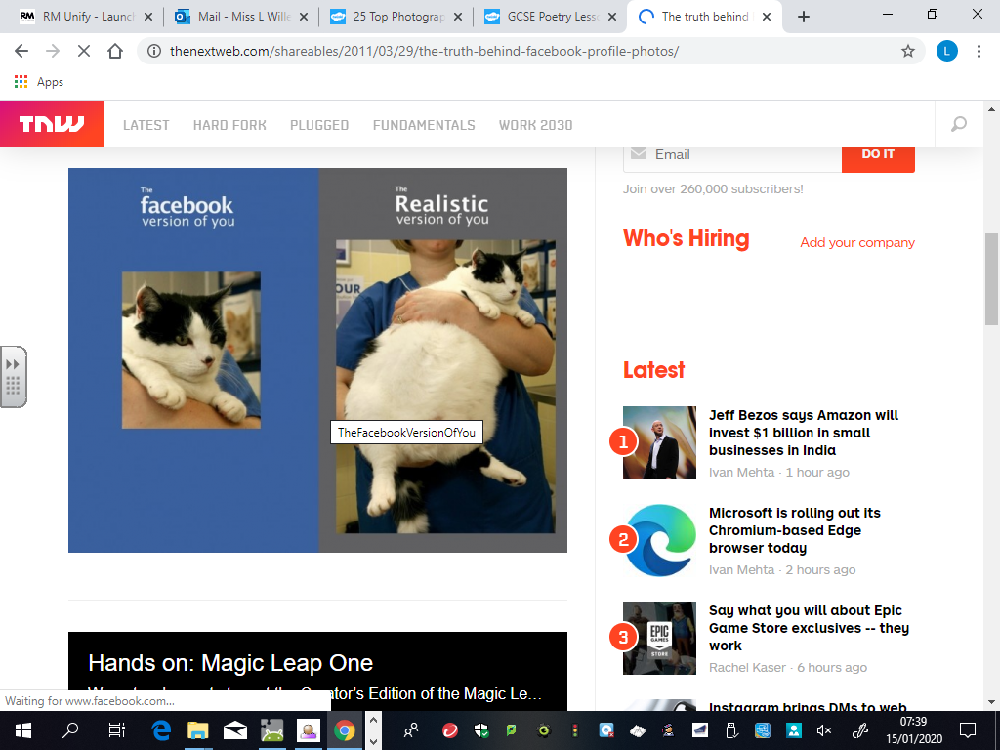 RM Unify - Launc
Mail - Miss L Wille
25 Top Photograp
GCSE Poetry Less
The truth behind
thenextweb.com/shareables/2011/03/29/the-truth-behind-facebook-profile-photos/
L
Apps
TNW
LATEST
HARD FORK
PLUGGED
FUNDAMENTALS
WORK 2030
Email
DO IT
Join over 260,000 subscribers!
The
facebook
version of you
The
Realistic
version of you
OUR
TheFacebookVersionOfYou
Who's Hiring
Add your company
Latest
1
Jeff Bezos says Amazon will
invest $1 billion in small
businesses in India
Ivan Mehta · 1 hour ago
2
Microsoft is rolling out its
Chromium-based Edge
browser today
Ivan Mehta · 2 hours ago
3
EPIC
GAMES
STORE
Say what you will about Epic
Game Store exclusives -- they
work
Rachel Kaser · 6 hours ago
Instagram brings DMs to web
Hands on: Magic Leap One
Creator's Edition of the Magic Le...
Waiting for www.facebook.com...
07:39
15/01/2020